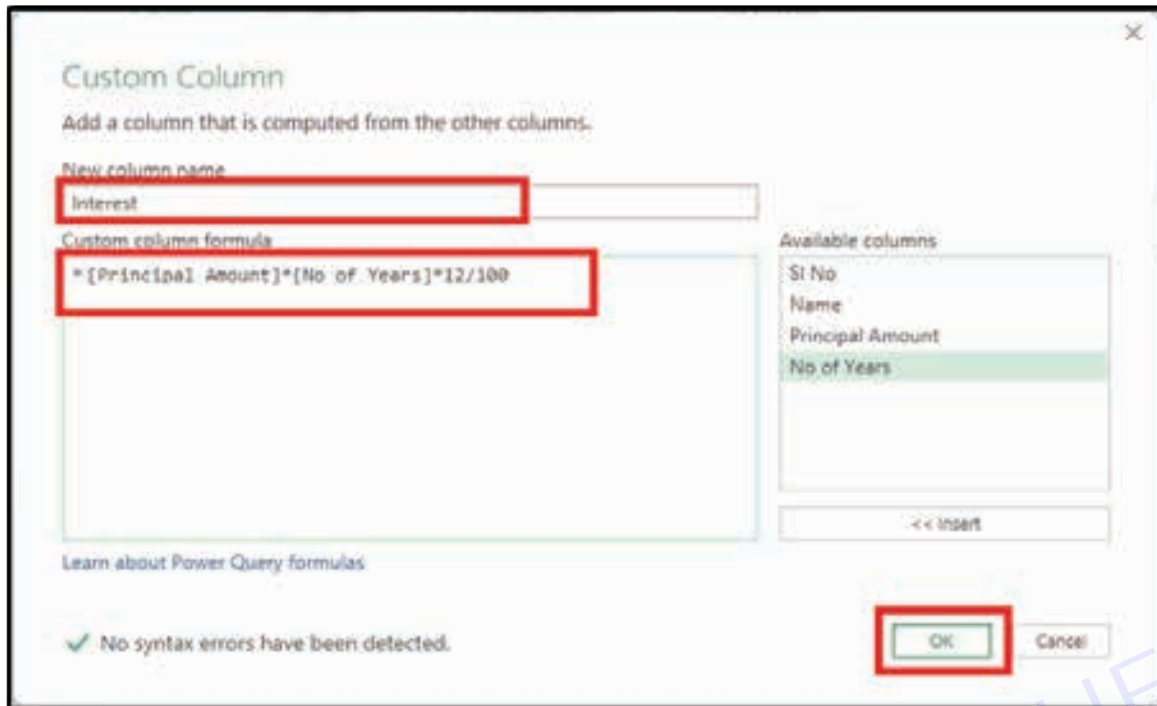 Custom Column
Add a column that is computed from the other columns.
New column name
Interest
Custom column formula
*[Principal Amount]*[No of Years]*12/100
Available columns
SI No
Name
Principal Amount
No of Years
<< Insert
Learn about Power Query formulas
No syntax errors have been detected.
OK
Cancel